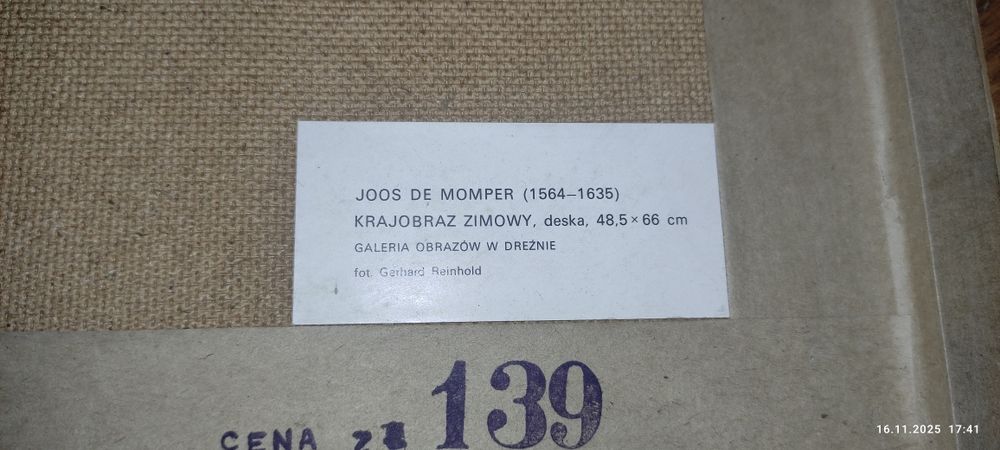 JOOS DE MOMPER (1564–1635)
KRAJOBRAZ ZIMOWY, deska, 48,5 × 66 cm
GALERIA OBRAZÓW W DREŹNIE
fot. Gerhard Reinhold
CENA ZŁ 139
16.11.2025 17:41